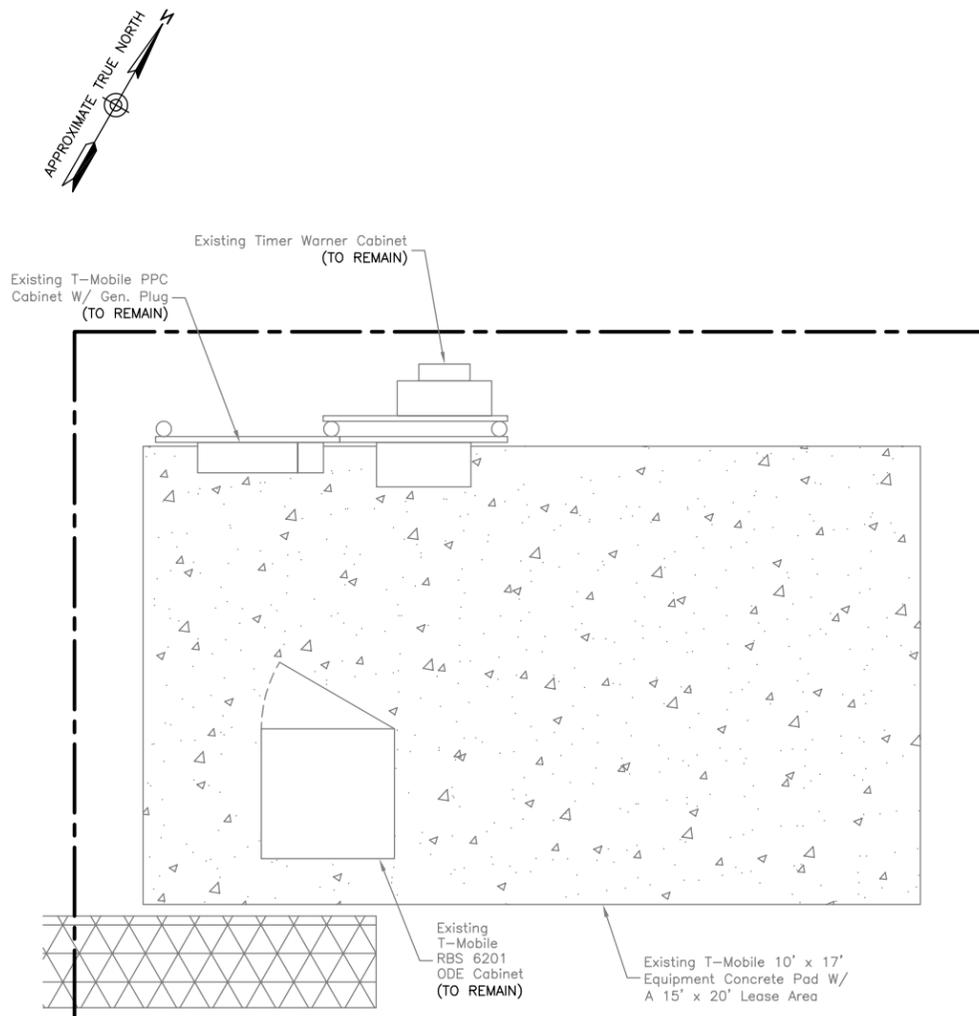 N
APPROXIMATE TRUE NORTH
Existing Timer Warner Cabinet
(TO REMAIN)
Existing T-Mobile PPC
Cabinet W/ Gen. Plug
(TO REMAIN)
Existing
T-Mobile
RBS 6201
ODE Cabinet
(TO REMAIN)
Existing T-Mobile 10' x 17'
Equipment Concrete Pad W/
A 15' x 20' Lease Area